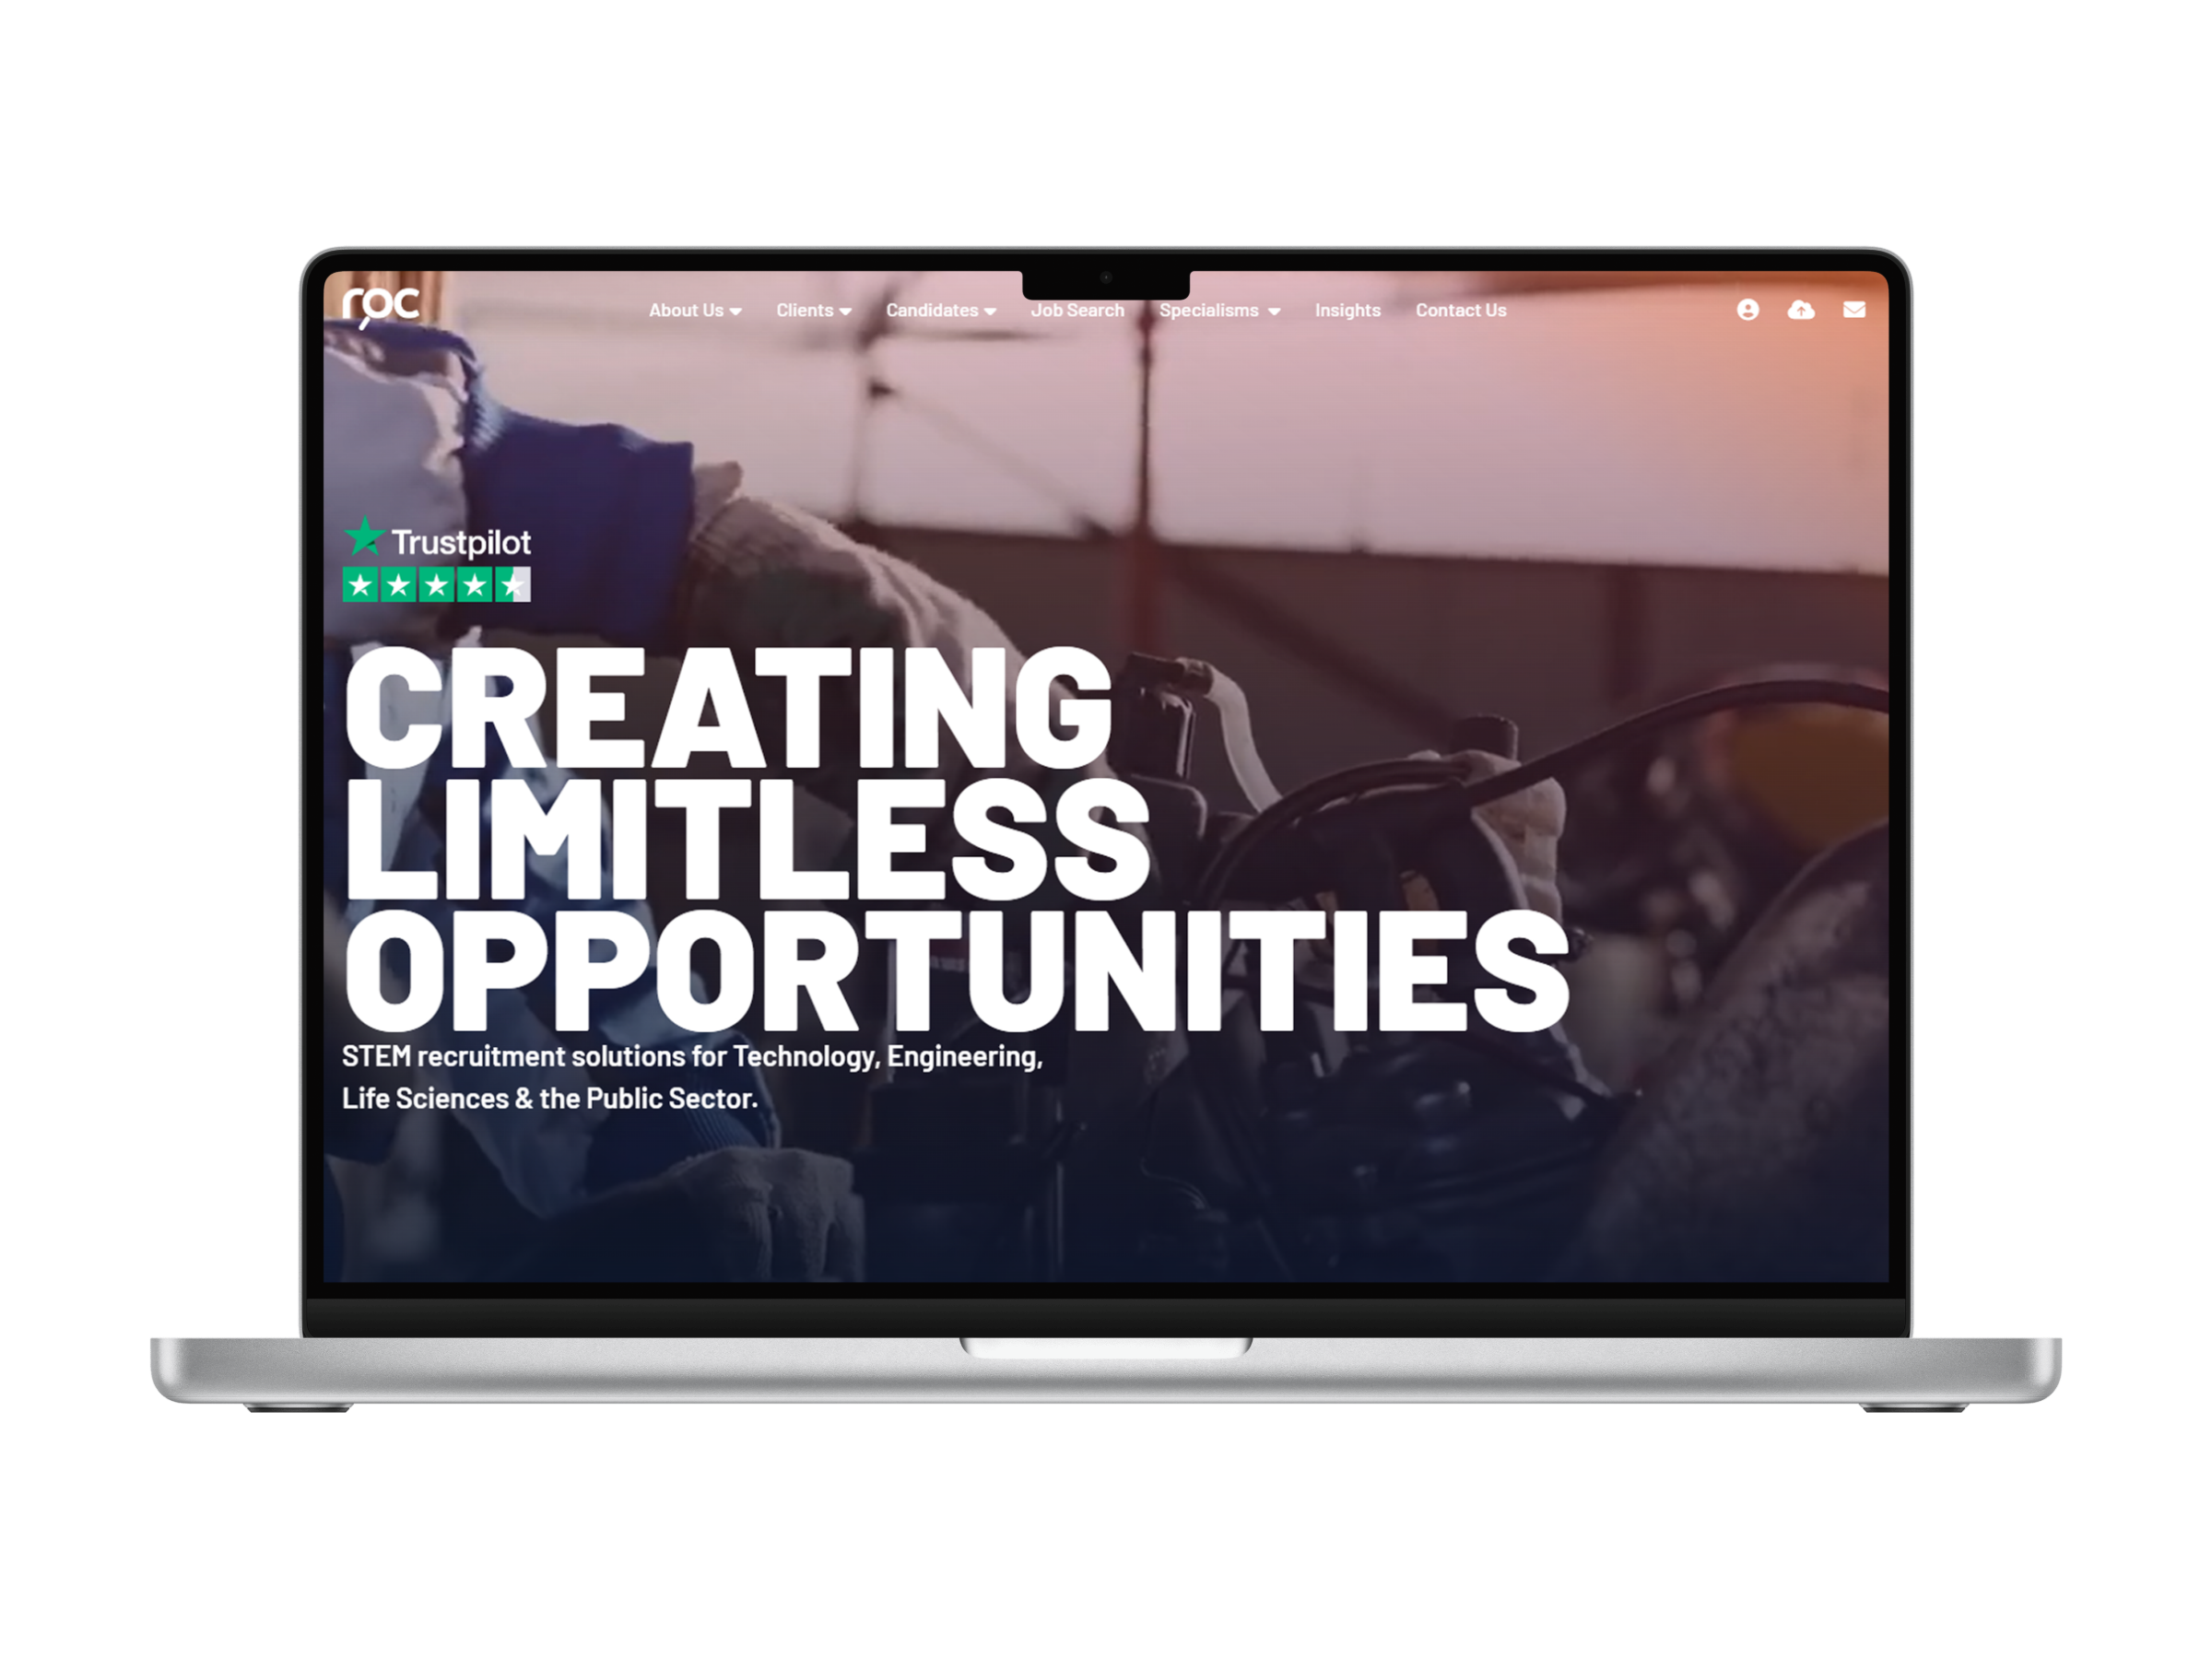 roc
About Us
Clients
Candidates
Job Search
Specialisms
Insights
Contact Us
Trustpilot
CREATING
LIMITLESS
OPPORTUNITIES
STEM recruitment solutions for Technology, Engineering,
Life Sciences & the Public Sector.